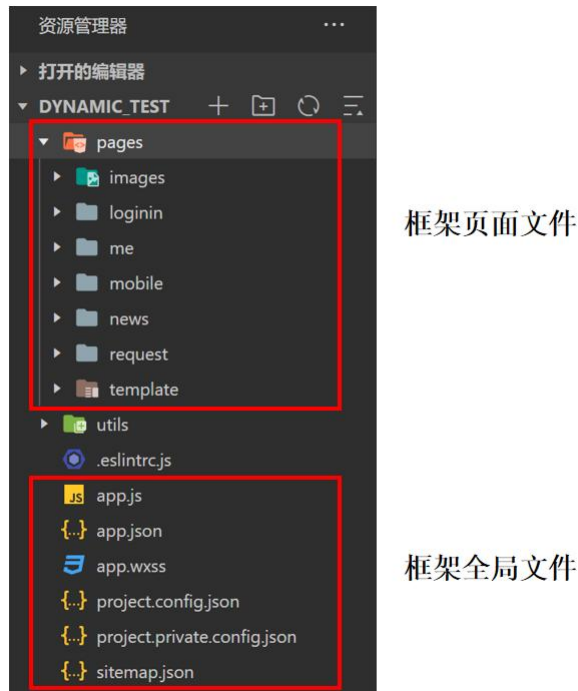 资源管理器 ...
打开的编辑器
DYNAMIC_TEST
pages
images
loginin
框架页面文件
me
mobile
news
request
template
utils
.eslintrc.js
JS app.js
{..} app.json
app.wxss
框架全局文件
{..} project.config.json
{..} project.private.config.json
{..} sitemap.json